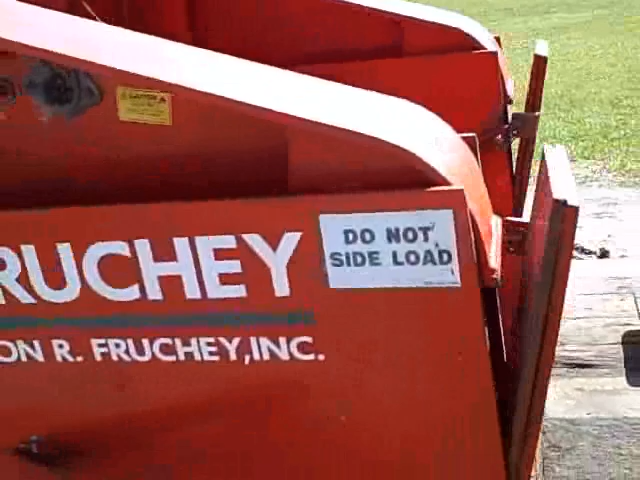 RUCHEY
DO NOT
SIDE LOAD
ON R. FRUCHEY, INC.